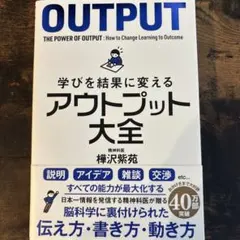 OUTPUT
THE POWER OF OUTPUT : How to Change Learning to Outcome
学びを結果に変える
アウトプット
大全
精神科医
樺沢紫苑
説明 アイデア 雑談 交渉 etc...
すべての能力が最大化する
日本一情報を発信する精神科医が贈る
脳科学に裏付けられた
伝え方・書き方・動き方
40万
突破